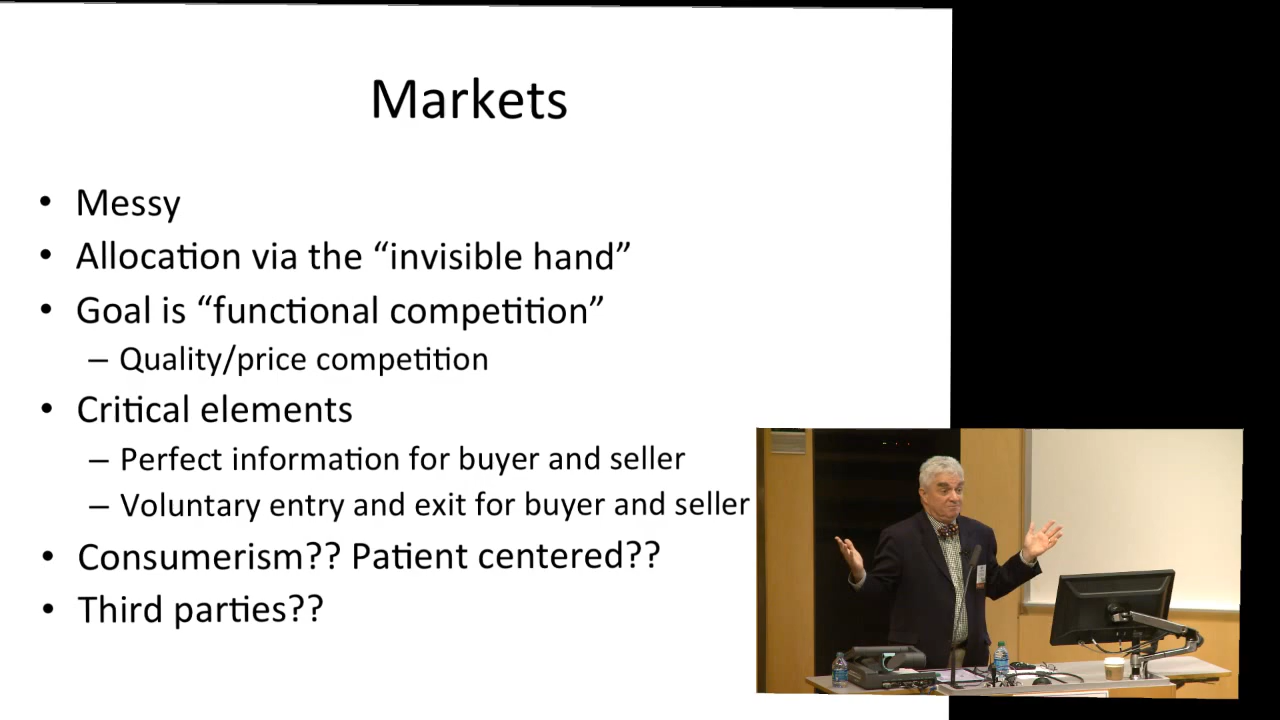 Markets
• Messy
• Allocation via the “invisible hand”
• Goal is “functional competition”
– Quality/price competition
• Critical elements
– Perfect information for buyer and seller
– Voluntary entry and exit for buyer and seller
• Consumerism?? Patient centered??
• Third parties??